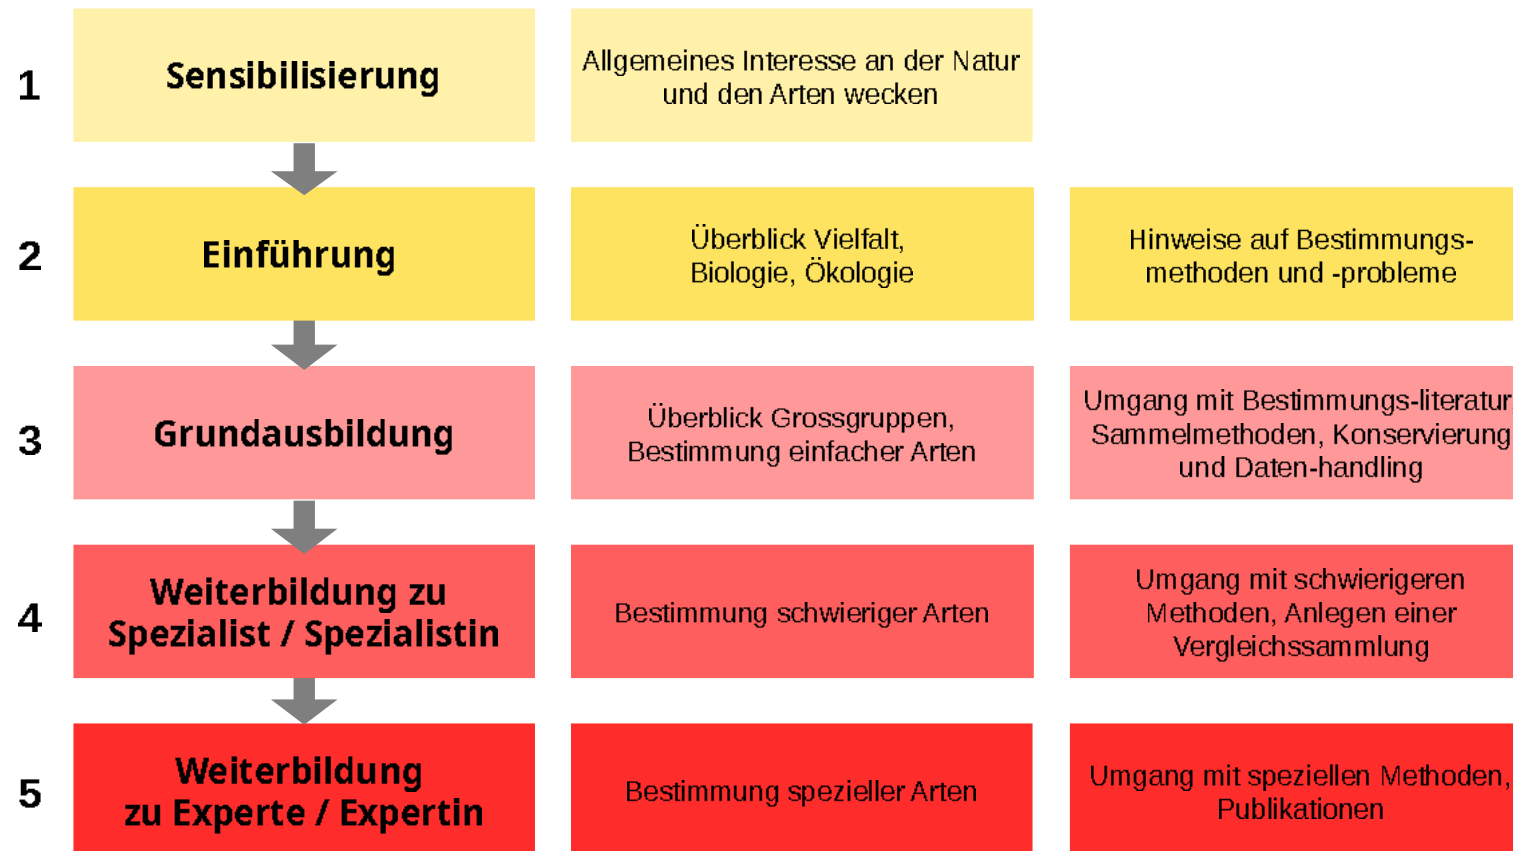 1
Sensibilisierung
Allgemeines Interesse an der Natur
und den Arten wecken
2
Einführung
Überblick Vielfalt,
Biologie, Ökologie
Hinweise auf Bestimmungs-
methoden und -probleme
3
Grundausbildung
Überblick Grossgruppen,
Bestimmung einfacher Arten
Umgang mit Bestimmungs-literatur
Sammelmethoden, Konservierung
und Daten-handling
4
Weiterbildung zu
Spezialist / Spezialistin
Bestimmung schwieriger Arten
Umgang mit schwierigeren
Methoden, Anlegen einer
Vergleichssammlung
5
Weiterbildung
zu Experte / Expertin
Bestimmung spezieller Arten
Umgang mit speziellen Methoden,
Publikationen